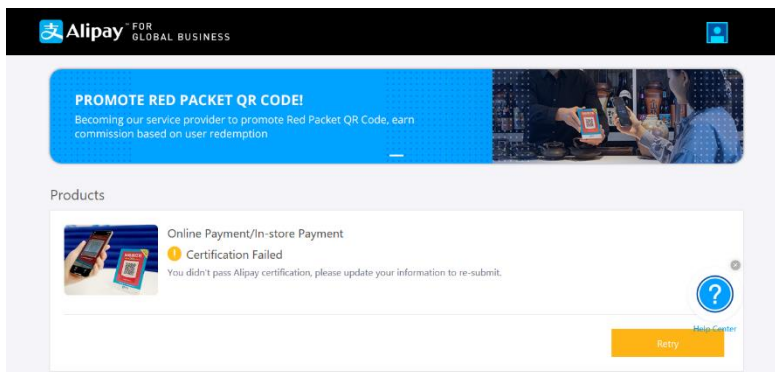 支 Alipay™ FOR
GLOBAL BUSINESS
PROMOTE RED PACKET QR CODE!
Becoming our service provider to promote Red Packet QR Code, earn
commission based on user redemption
Products
Online Payment/In-store Payment
! Certification Failed
You didn't pass Alipay certification, please update your information to re-submit.
?
Help Center
Retry